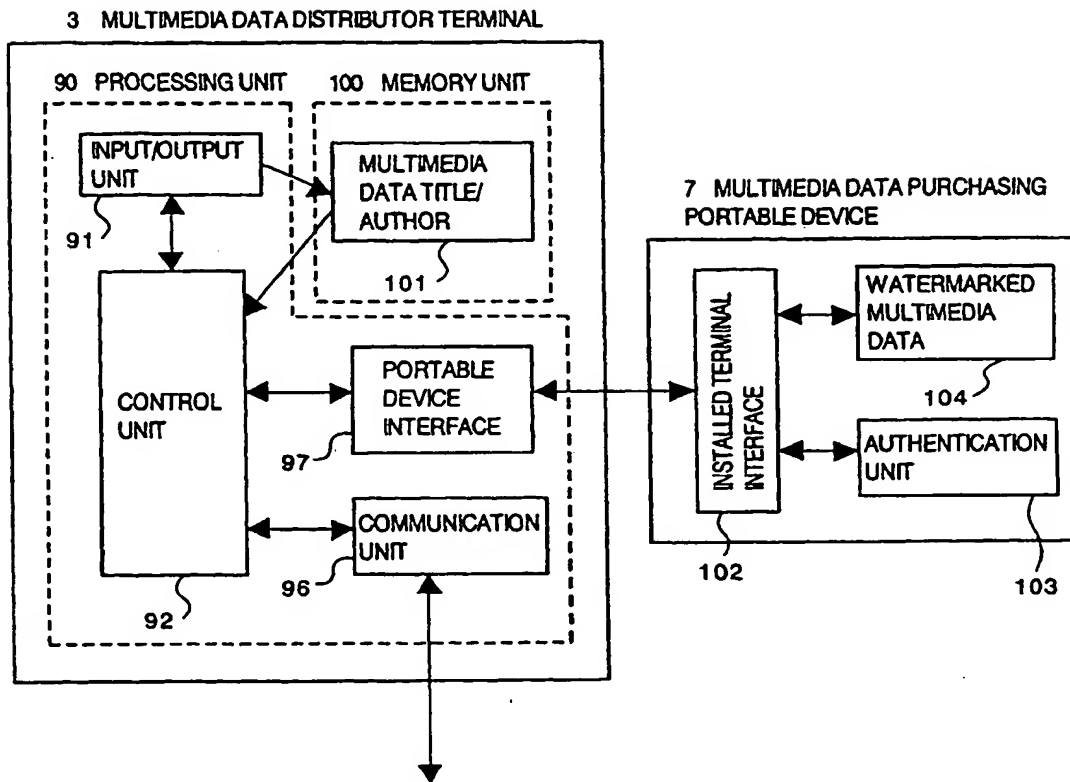 3 MULTIMEDIA DATA DISTRIBUTOR TERMINAL
90 PROCESSING UNIT
100 MEMORY UNIT
INPUT/OUTPUT
UNIT
91
MULTIMEDIA
DATA TITLE/
AUTHOR
101
CONTROL
UNIT
92
PORTABLE
DEVICE
INTERFACE
97
COMMUNICATION
UNIT
96
7 MULTIMEDIA DATA PURCHASING
PORTABLE DEVICE
INSTALLED TERMINAL
INTERFACE
102
WATERMARKED
MULTIMEDIA
DATA
104
AUTHENTICATION
UNIT
103